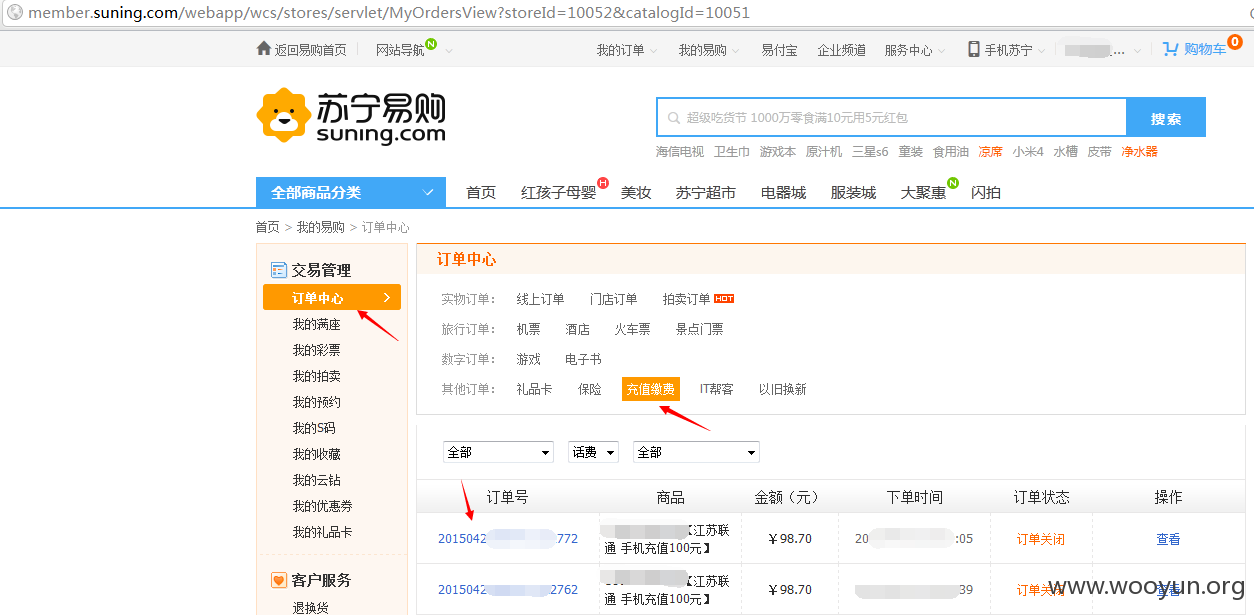 member.suning.com/webapp/wcs/stores/servlet/MyOrdersView?storeId=10052&catalogId=10051
返回易购首页 网站导航 N 我的订单 我的易购 易付宝 企业频道 服务中心 手机苏宁 _... 购物车 0
苏宁易购
suning.com
超级吃货节 1000万零食满10元用5元红包 搜索
海信电视 卫生巾 游戏本 原汁机 三星s6 童装 食用油 凉席 小米4 水槽 皮带 净水器
全部商品分类 首页 红孩子母婴 H 美妆 苏宁超市 电器城 服装城 大聚惠 N 闪拍
首页 > 我的易购 > 订单中心
交易管理
订单中心
我的满座
我的彩票
我的拍卖
我的预约
我的S码
我的收藏
我的云钻
我的优惠券
我的礼品卡
客户服务
退换货
订单中心
实物订单： 线上订单 门店订单 拍卖订单 HOT
旅行订单： 机票 酒店 火车票 景点门票
数字订单： 游戏 电子书
其他订单： 礼品卡 保险 充值缴费 IT帮客 以旧换新
全部 话费 全部
订单号 商品 金额（元） 下单时间 订单状态 操作
2015042 772 【江苏联通 手机充值100元】 ￥98.70 20 :05 订单关闭 查看
2015042 2762 【江苏联通 手机充值100元】 ￥98.70 39 订单关闭 查看
www.wooyun.org